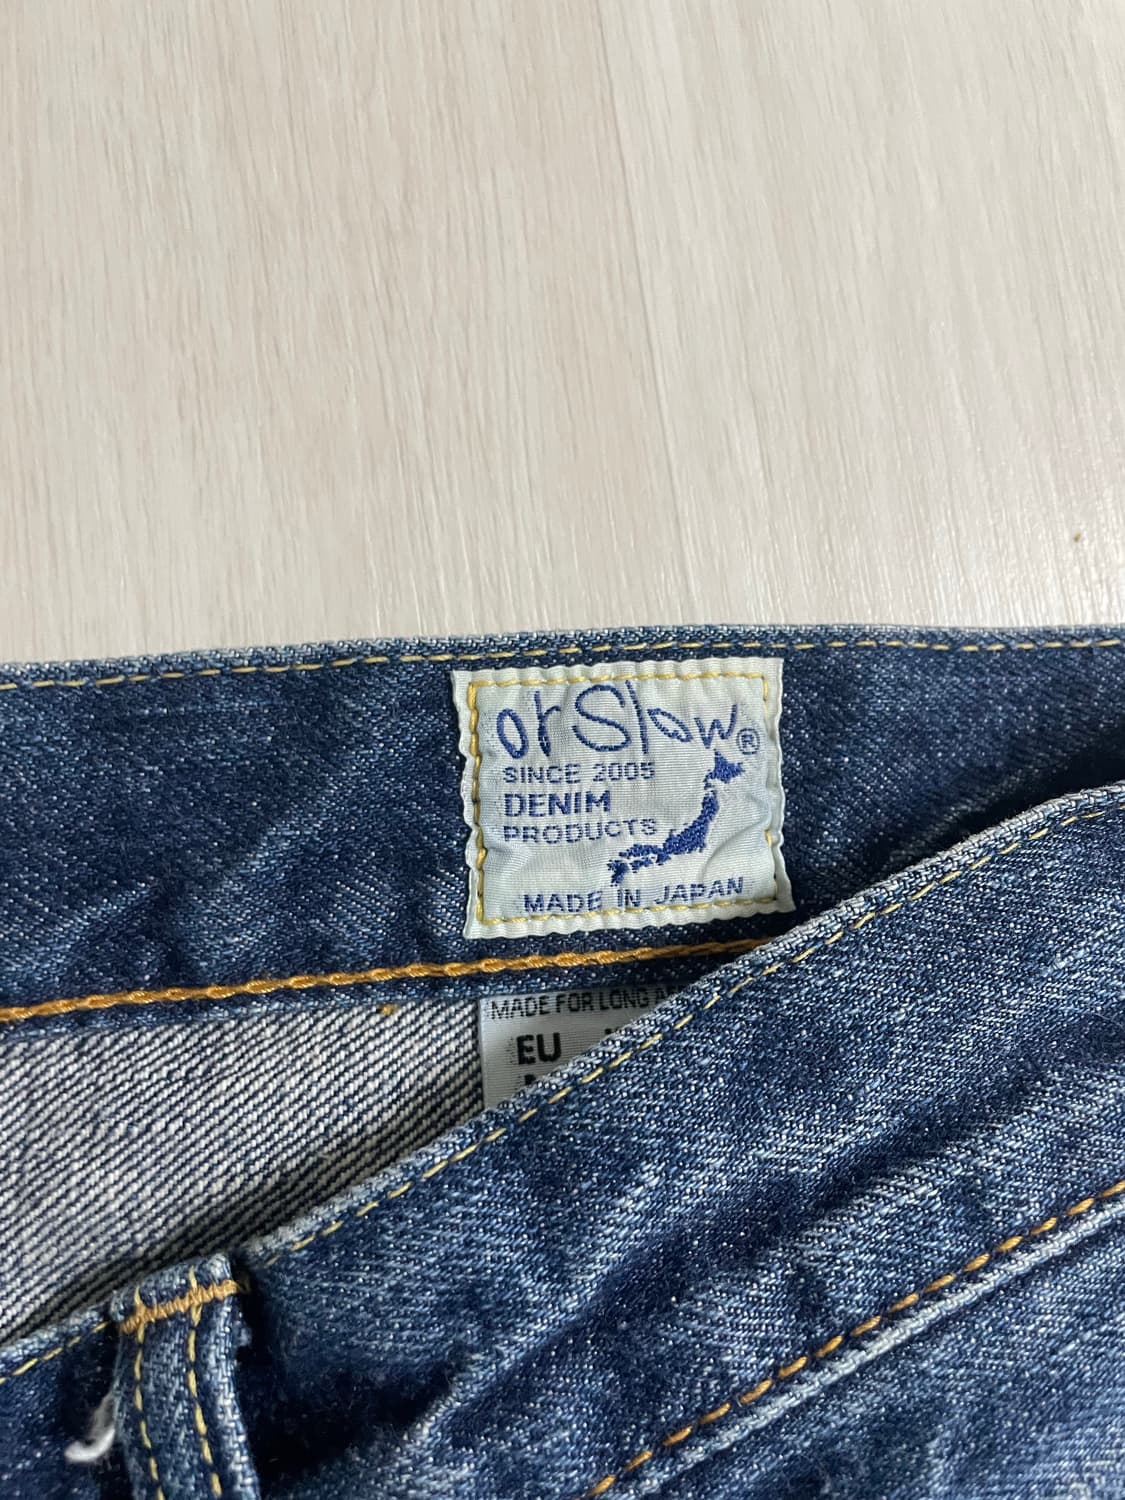 orSlow®
SINCE 2005
DENIM
PRODUCTS
MADE IN JAPAN
MADE FOR LONG
EU